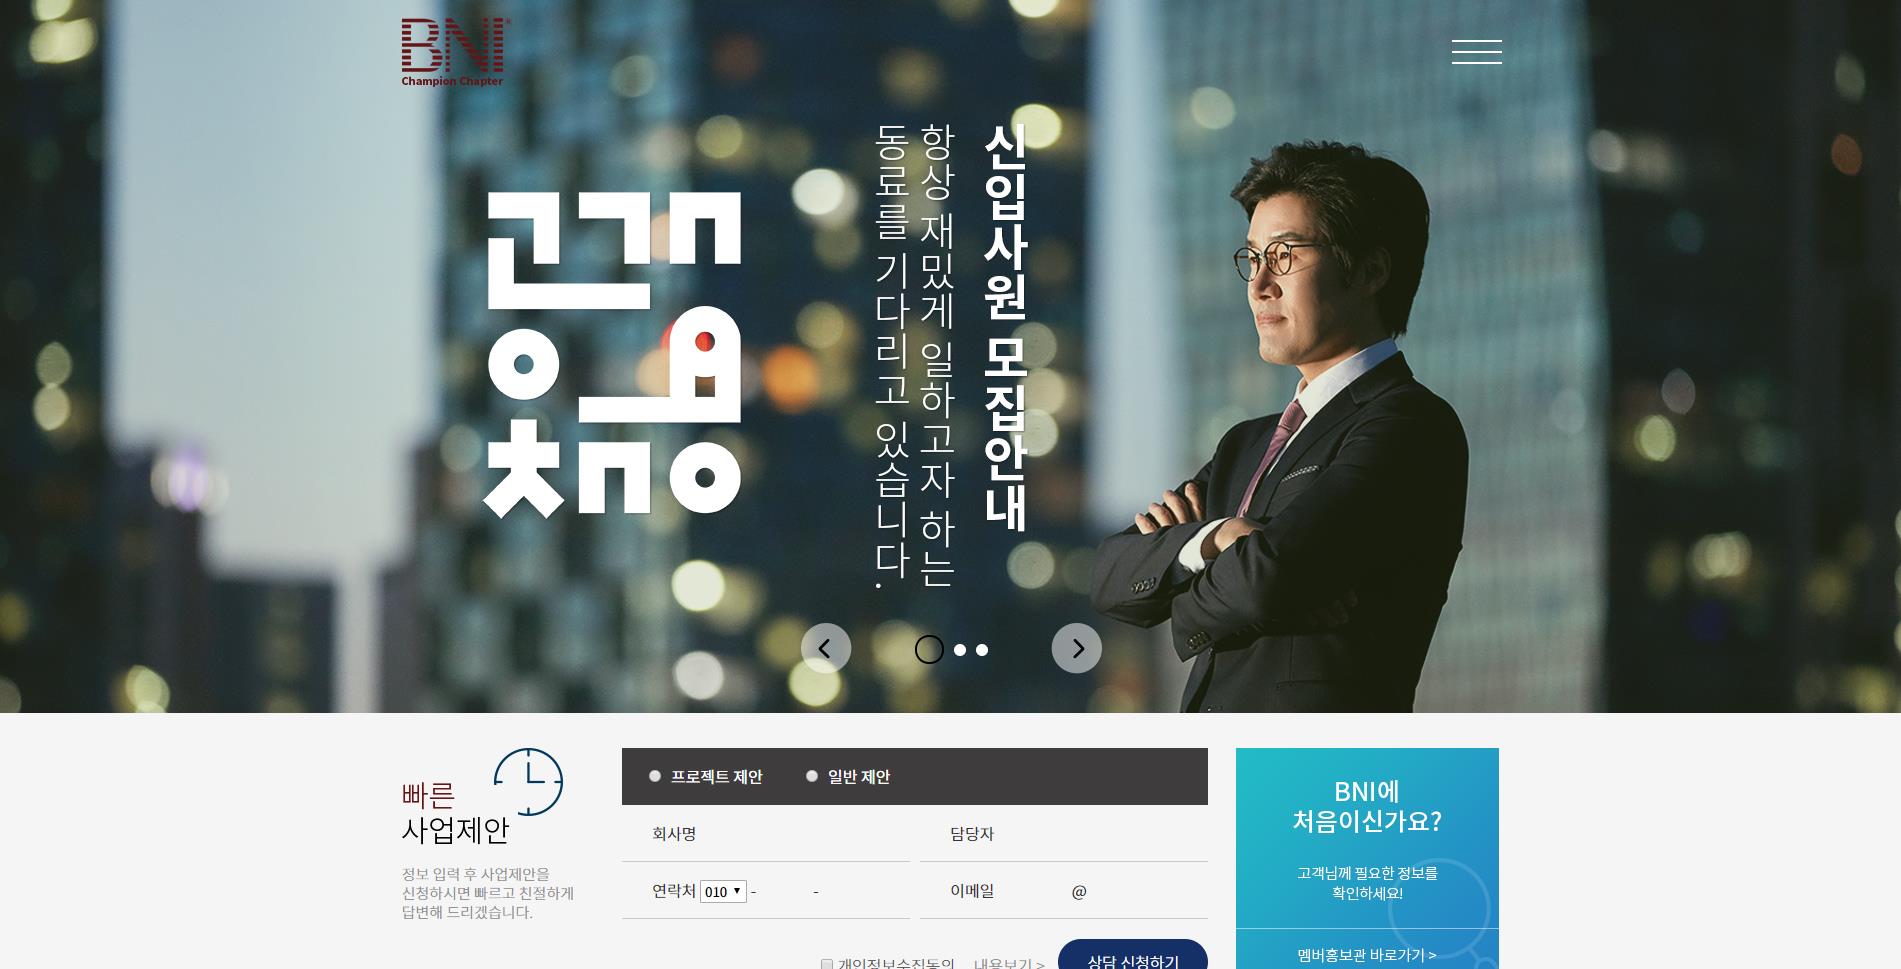 BNI®
Champion Chapter
신입사원 모집안내
항상 재밌게 일하고자 하는
동료를 기다리고 있습니다.
빠른
사업제안
정보 입력 후 사업제안을
신청하시면 빠르고 친절하게
답변해 드리겠습니다.
프로젝트 제안 일반 제안
회사명 담당자
연락처 010 - - 이메일 @
개인정보수집동의 내용보기 > 상담 신청하기
BNI에
처음이신가요?
고객님께 필요한 정보를
확인하세요!
멤버홍보관 바로가기 >